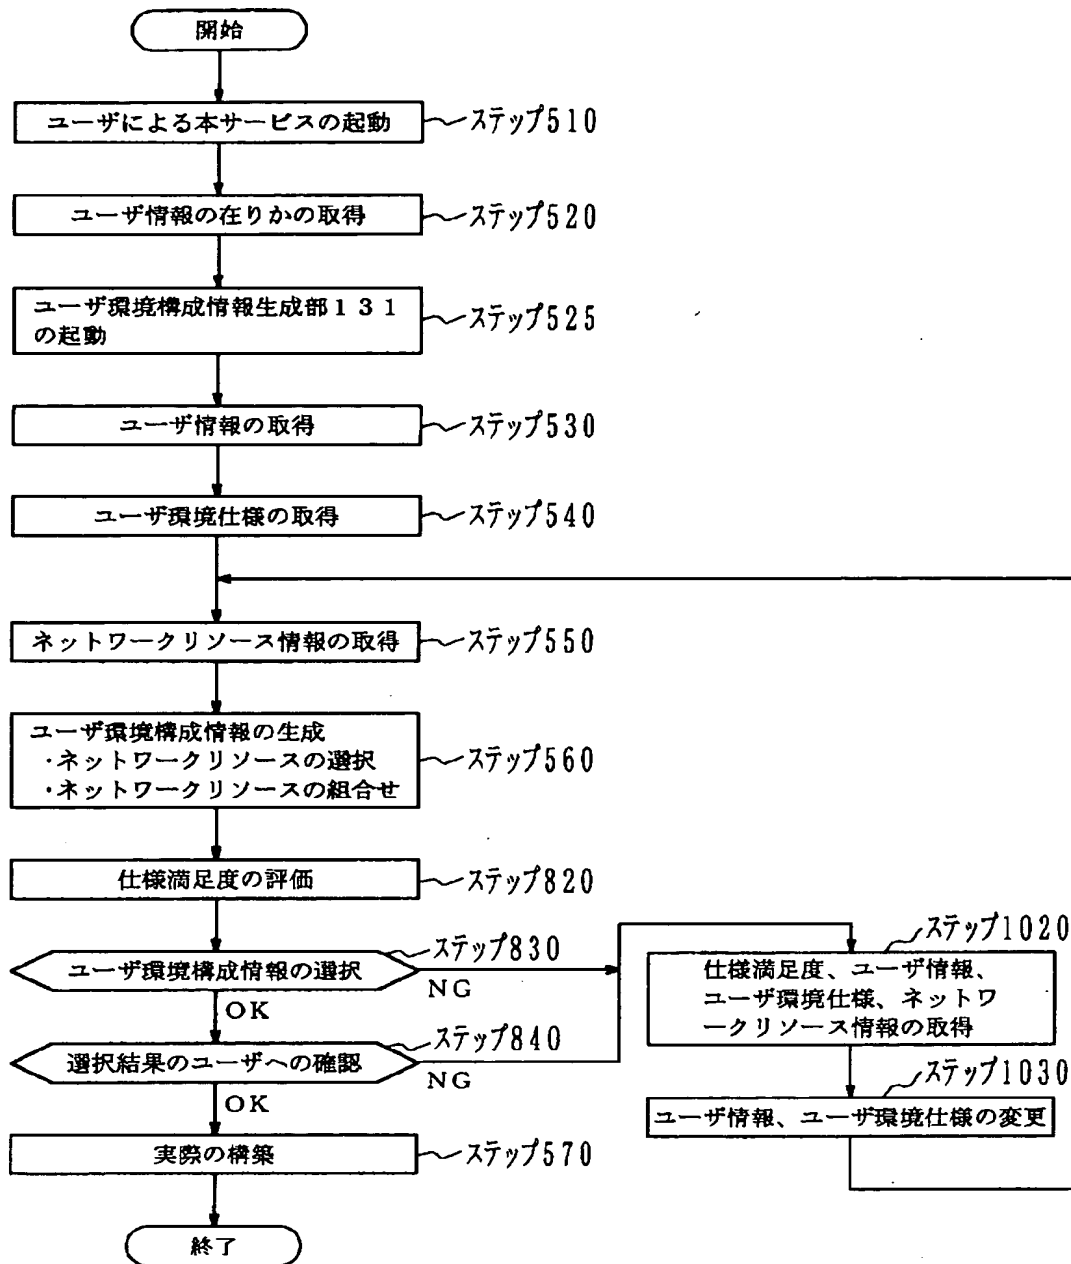 開始
ユーザによる本サービスの起動
ステップ510
ユーザ情報の在りかの取得
ステップ520
ユーザ環境構成情報生成部131
の起動
ステップ525
ユーザ情報の取得
ステップ530
ユーザ環境仕様の取得
ステップ540
ネットワークリソース情報の取得
ステップ550
ユーザ環境構成情報の生成
・ネットワークリソースの選択
・ネットワークリソースの組合せ
ステップ560
仕様満足度の評価
ステップ820
ステップ830
ユーザ環境構成情報の選択
NG
OK
ステップ840
選択結果のユーザへの確認
NG
OK
実際の構築
ステップ570
終了
ステップ1020
仕様満足度、ユーザ情報、
ユーザ環境仕様、ネットワ
ークリソース情報の取得
ステップ1030
ユーザ情報、ユーザ環境仕様の変更